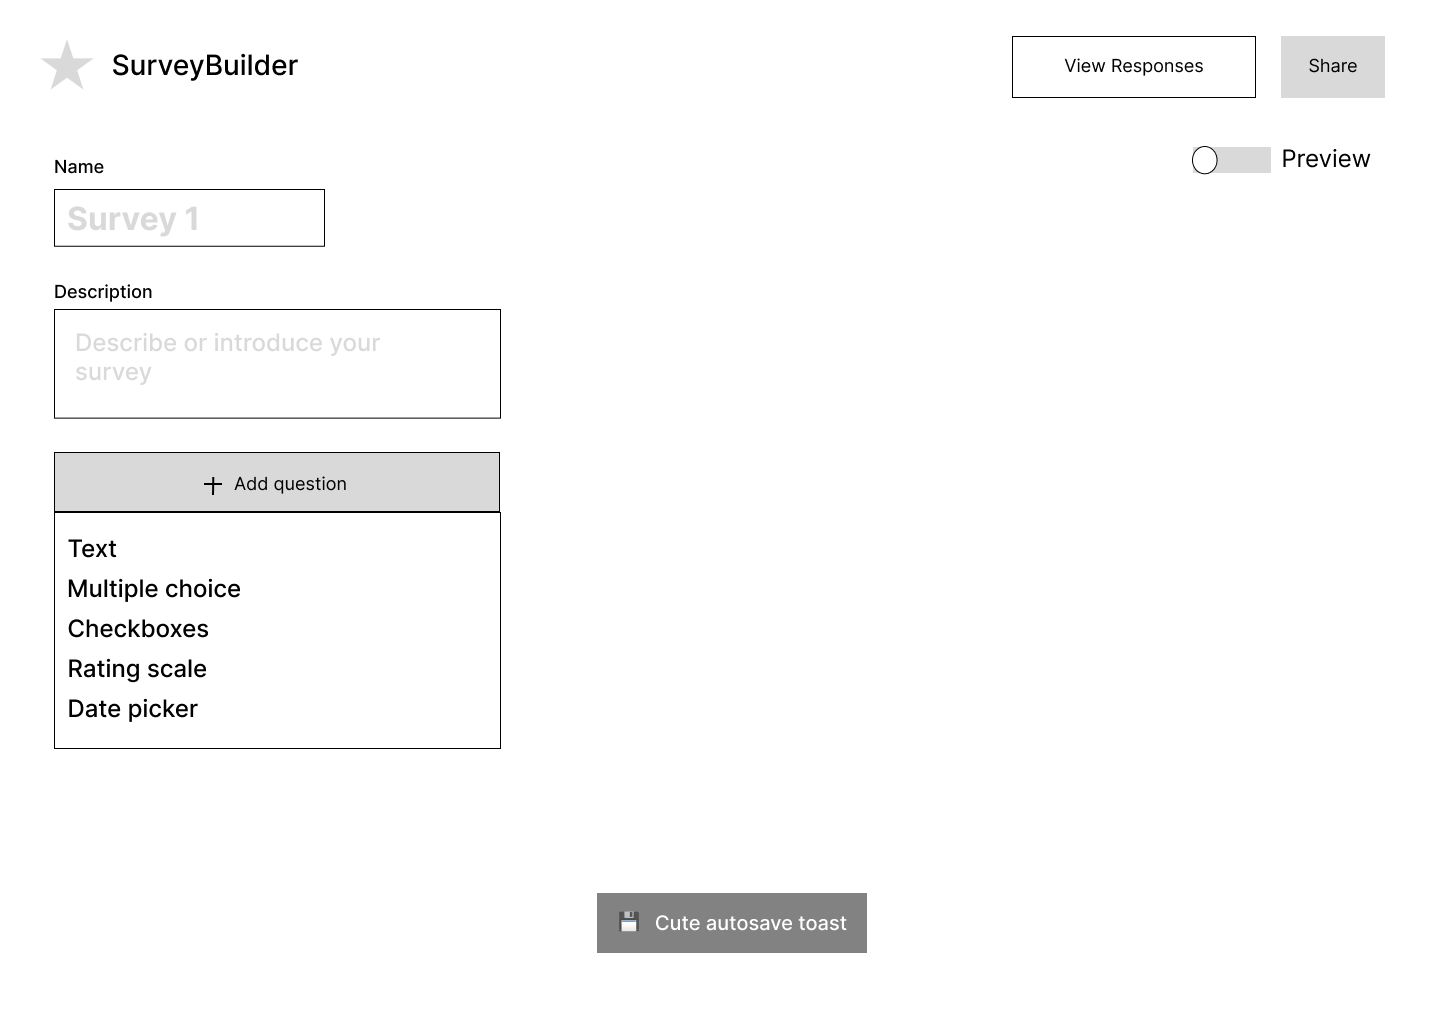 SurveyBuilder
View Responses
Share
Preview
Name
Survey 1
Description
Describe or introduce your
survey
Add question
Text
Multiple choice
Checkboxes
Rating scale
Date picker
Cute autosave toast